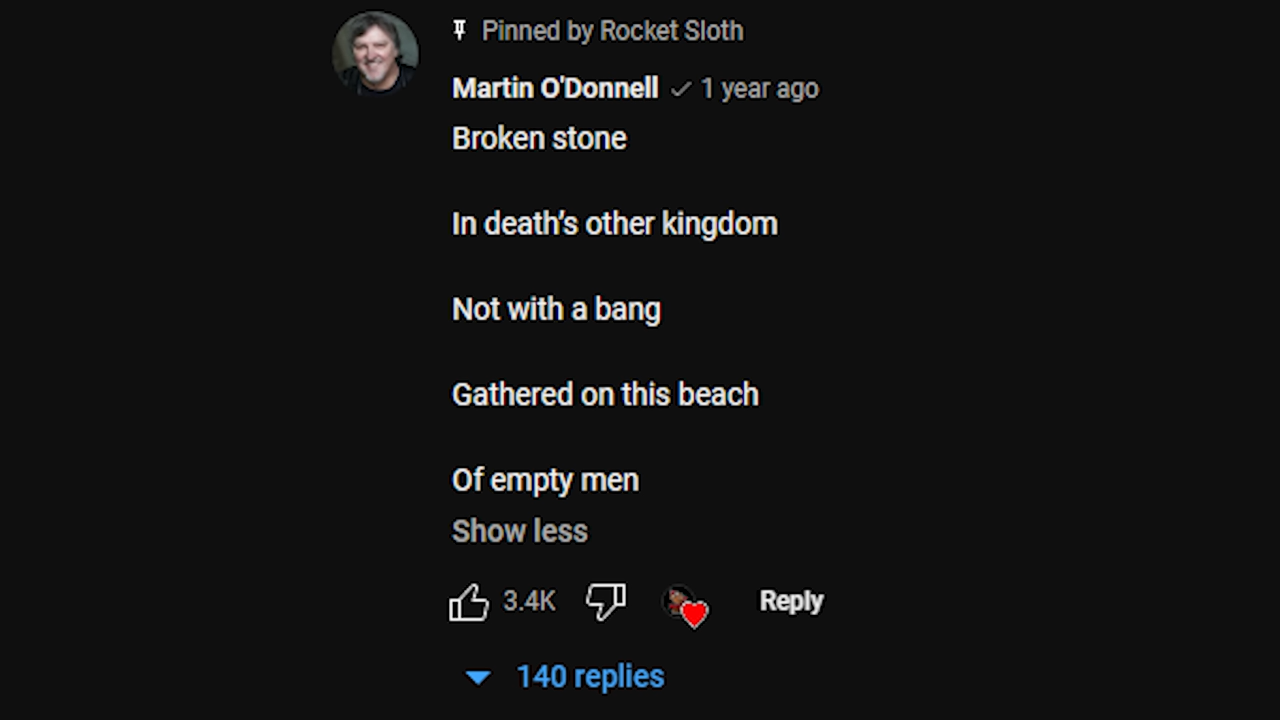 Pinned by Rocket Sloth
Martin O'Donnell 1 year ago
Broken stone
In death’s other kingdom
Not with a bang
Gathered on this beach
Of empty men
Show less
3.4K Reply
140 replies